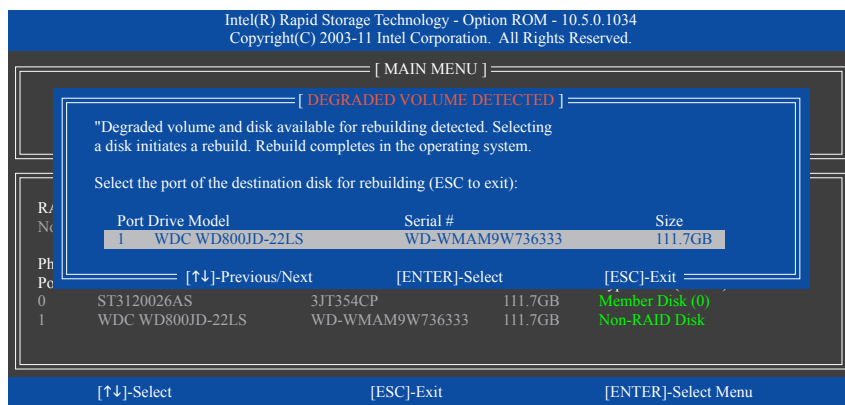 Intel(R) Rapid Storage Technology - Option ROM - 10.5.0.1034
Copyright(C) 2003-11 Intel Corporation.  All Rights Reserved.
[ MAIN MENU ]
[ DEGRADED VOLUME DETECTED ]
"Degraded volume and disk available for rebuilding detected. Selecting
a disk initiates a rebuild. Rebuild completes in the operating system.
Select the port of the destination disk for rebuilding (ESC to exit):
Port Drive Model Serial # Size
1 WDC WD800JD-22LS WD-WMAM9W736333 111.7GB
[↑↓]-Previous/Next [ENTER]-Select [ESC]-Exit
0 ST3120026AS 3JT354CP 111.7GB Member Disk (0)
1 WDC WD800JD-22LS WD-WMAM9W736333 111.7GB Non-RAID Disk
[↑↓]-Select [ESC]-Exit [ENTER]-Select Menu